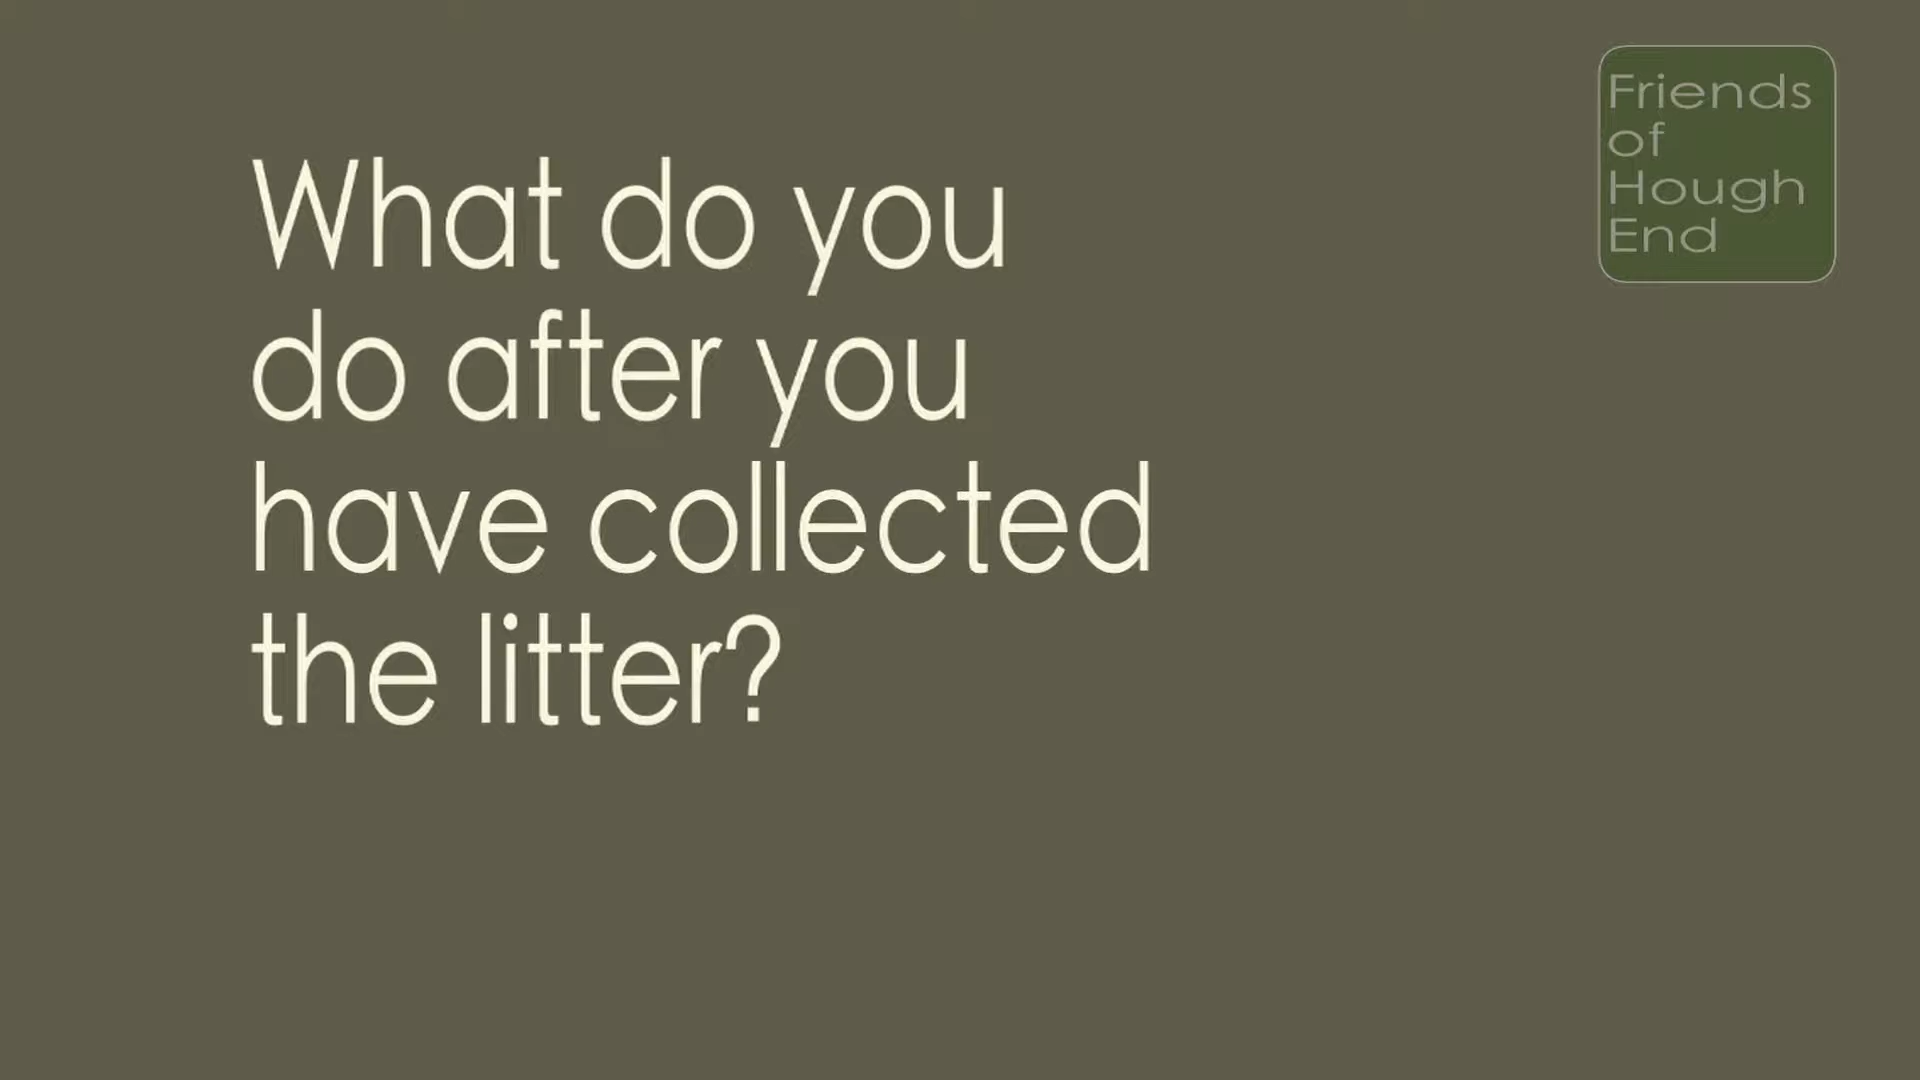 What do you
do after you
have collected
the litter?
Friends
of
Hough
End